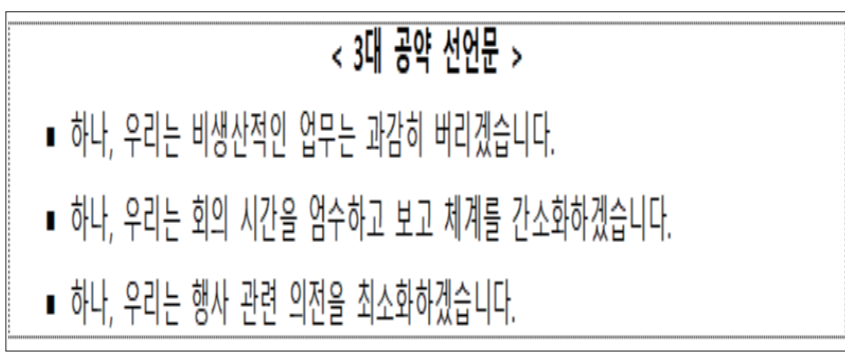 < 3대 공약 선언문 >
▪ 하나, 우리는 비생산적인 업무는 과감히 버리겠습니다.
▪ 하나, 우리는 회의 시간을 엄수하고 보고 체계를 간소화하겠습니다.
▪ 하나, 우리는 행사 관련 의전을 최소화하겠습니다.